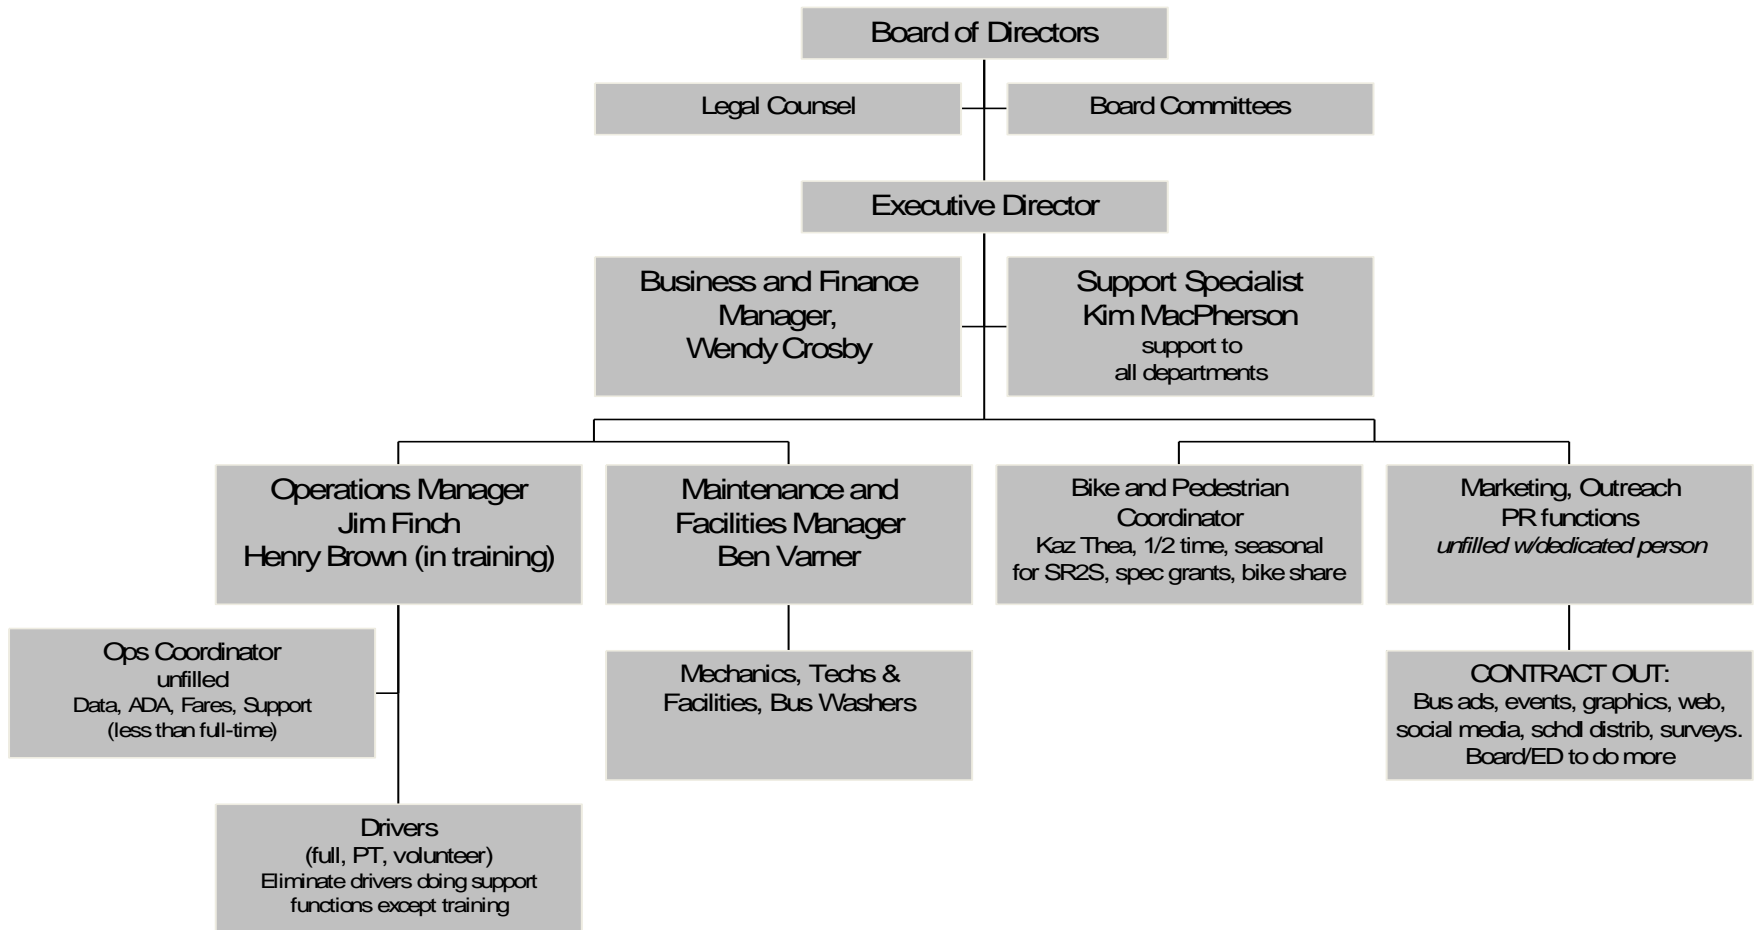 Board of Directors
Legal Counsel
Board Committees
Executive Director
Business and Finance
Manager,
Wendy Crosby
Support Specialist
Kim MacPherson
support to
all departments
Operations Manager
Jim Finch
Henry Brown (in training)
Maintenance and
Facilities Manager
Ben Varner
Bike and Pedestrian
Coordinator
Kaz Thea, 1/2 time, seasonal
for SR2S, spec grants, bike share
Marketing, Outreach
PR functions
unfilled w/dedicated person
Ops Coordinator
unfilled
Data, ADA, Fares, Support
(less than full-time)
Mechanics, Techs &
Facilities, Bus Washers
CONTRACT OUT:
Bus ads, events, graphics, web,
social media, schdl distrib, surveys.
Board/ED to do more
Drivers
(full, PT, volunteer)
Eliminate drivers doing support
functions except training